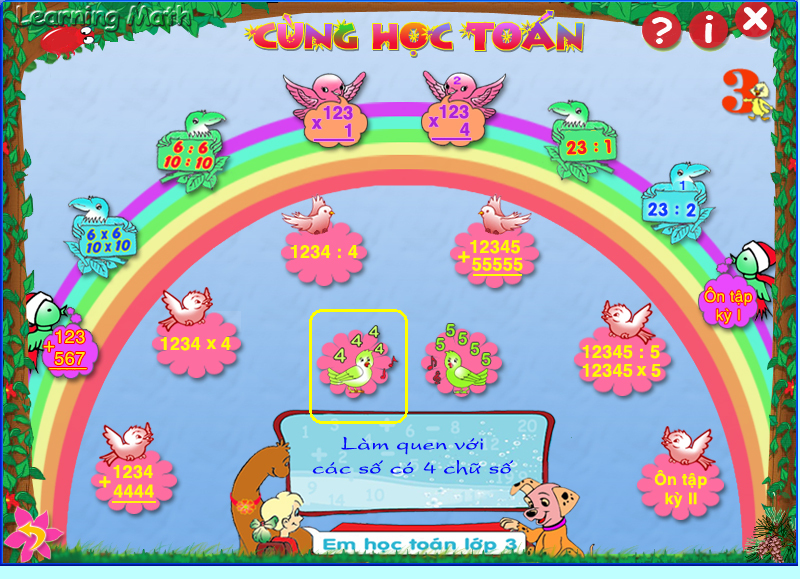 Learning Math
3
CÙNG HỌC TOÁN
?
i
X
3
123
x 1
2
123
x 4
6 : 6
10 : 10
23 : 1
6 x 6
10 x 10
1
23 : 2
1234 : 4
12345
+
55555
Ôn tập
kỳ I
123
+
567
1234 x 4
4 4 4 4
5 5 5 5 5
12345 : 5
12345 x 5
1234
+
4444
Làm quen với
các số có 4 chữ số
Ôn tập
kỳ II
Em học toán lớp 3